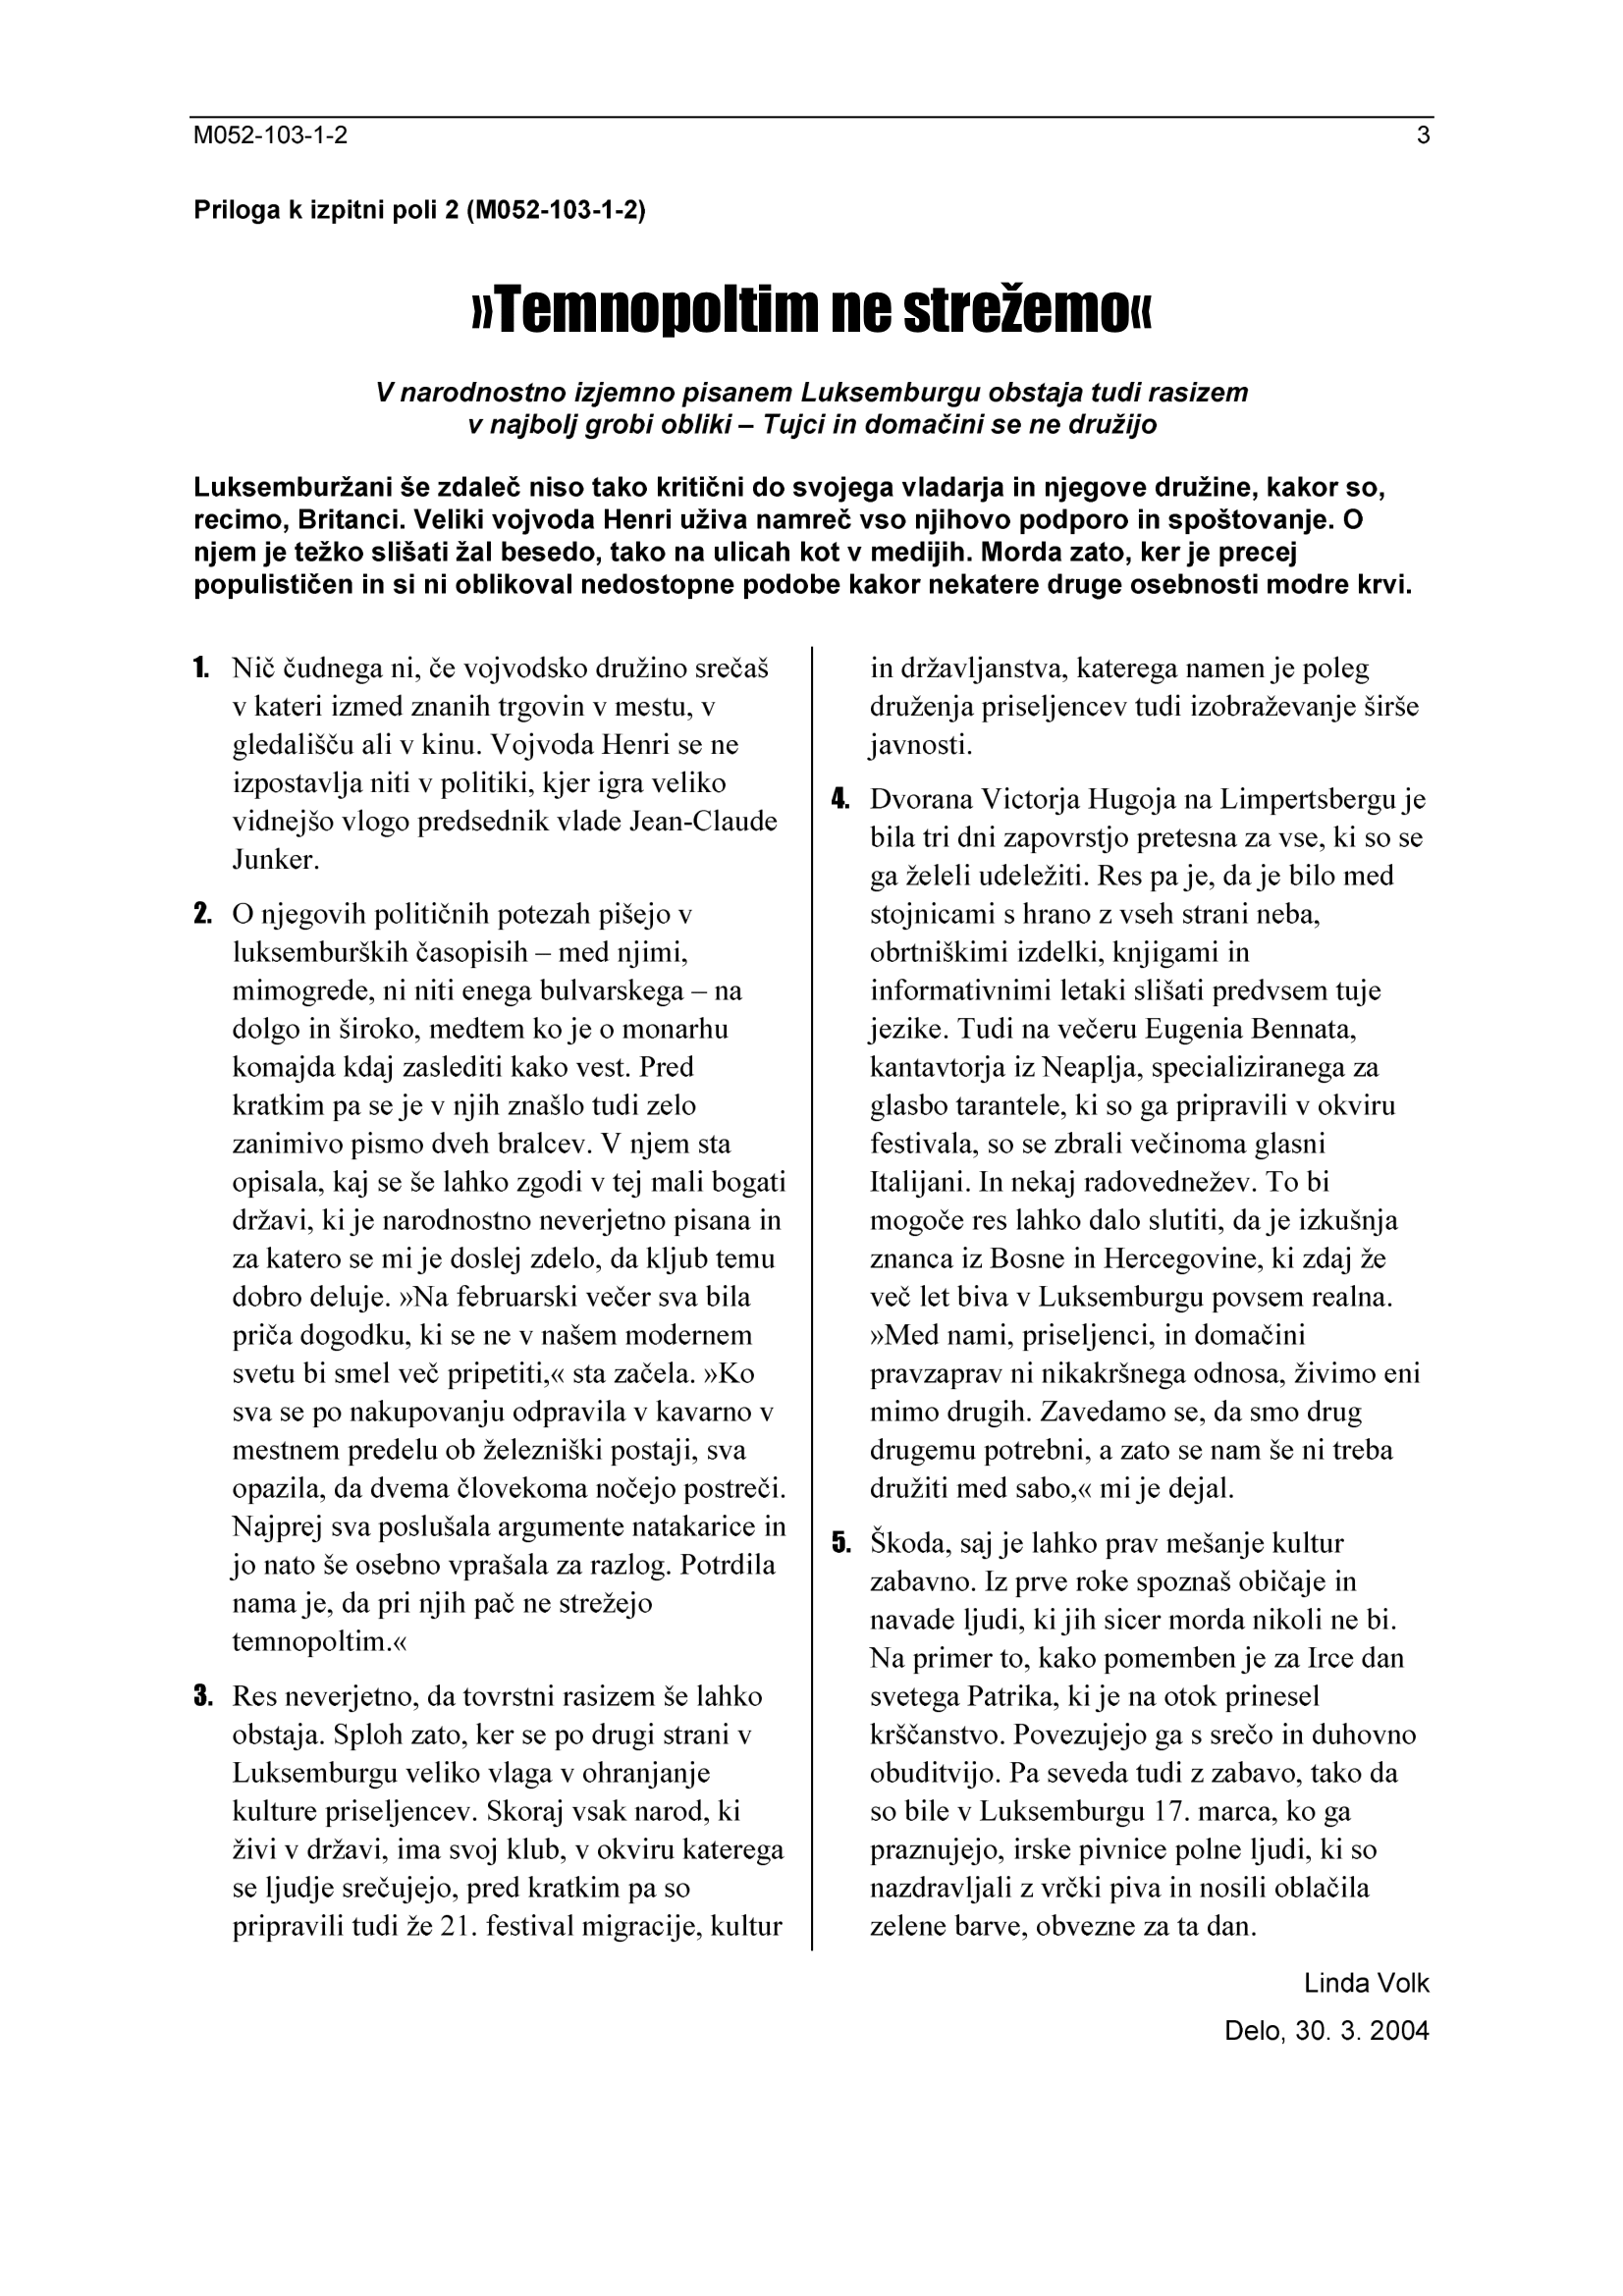 M052-103-1-2 3
Priloga k izpitni poli 2 (M052-103-1-2)
»Temnopoltim ne strežemo«
V narodnostno izjemno pisanem Luksemburgu obstaja tudi rasizem
v najbolj grobi obliki – Tujci in domačini se ne družijo
Luksemburžani še zdaleč niso tako kritični do svojega vladarja in njegove družine, kakor so,
recimo, Britanci. Veliki vojvoda Henri uživa namreč vso njihovo podporo in spoštovanje. O
njem je težko slišati žal besedo, tako na ulicah kot v medijih. Morda zato, ker je precej
populističen in si ni oblikoval nedostopne podobe kakor nekatere druge osebnosti modre krvi.
1. Nič čudnega ni, če vojvodsko družino srečaš
v kateri izmed znanih trgovin v mestu, v
gledališču ali v kinu. Vojvoda Henri se ne
izpostavlja niti v politiki, kjer igra veliko
vidnejšo vlogo predsednik vlade Jean-Claude
Junker.
2. O njegovih političnih potezah pišejo v
luksemburških časopisih – med njimi,
mimogrede, ni niti enega bulvarskega – na
dolgo in široko, medtem ko je o monarhu
komajda kdaj zaslediti kako vest. Pred
kratkim pa se je v njih znašlo tudi zelo
zanimivo pismo dveh bralcev. V njem sta
opisala, kaj se še lahko zgodi v tej mali bogati
državi, ki je narodnostno neverjetno pisana in
za katero se mi je doslej zdelo, da kljub temu
dobro deluje. »Na februarski večer sva bila
priča dogodku, ki se ne v našem modernem
svetu bi smel več pripetiti,« sta začela. »Ko
sva se po nakupovanju odpravila v kavarno v
mestnem predelu ob železniški postaji, sva
opazila, da dvema človekoma nočejo postreči.
Najprej sva poslušala argumente natakarice in
jo nato še osebno vprašala za razlog. Potrdila
nama je, da pri njih pač ne strežejo
temnopoltim.«
3. Res neverjetno, da tovrstni rasizem še lahko
obstaja. Sploh zato, ker se po drugi strani v
Luksemburgu veliko vlaga v ohranjanje
kulture priseljencev. Skoraj vsak narod, ki
živi v državi, ima svoj klub, v okviru katerega
se ljudje srečujejo, pred kratkim pa so
pripravili tudi že 21. festival migracije, kultur
in državljanstva, katerega namen je poleg
druženja priseljencev tudi izobraževanje širše
javnosti.
4. Dvorana Victorja Hugoja na Limpertsbergu je
bila tri dni zapovrstjo pretesna za vse, ki so se
ga želeli udeležiti. Res pa je, da je bilo med
stojnicami s hrano z vseh strani neba,
obrtniškimi izdelki, knjigami in
informativnimi letaki slišati predvsem tuje
jezike. Tudi na večeru Eugenia Bennata,
kantavtorja iz Neaplja, specializiranega za
glasbo tarantele, ki so ga pripravili v okviru
festivala, so se zbrali večinoma glasni
Italijani. In nekaj radovednežev. To bi
mogoče res lahko dalo slutiti, da je izkušnja
znanca iz Bosne in Hercegovine, ki zdaj že
več let biva v Luksemburgu povsem realna.
»Med nami, priseljenci, in domačini
pravzaprav ni nikakršnega odnosa, živimo eni
mimo drugih. Zavedamo se, da smo drug
drugemu potrebni, a zato se nam še ni treba
družiti med sabo,« mi je dejal.
5. Škoda, saj je lahko prav mešanje kultur
zabavno. Iz prve roke spoznaš običaje in
navade ljudi, ki jih sicer morda nikoli ne bi.
Na primer to, kako pomemben je za Irce dan
svetega Patrika, ki je na otok prinesel
krščanstvo. Povezujejo ga s srečo in duhovno
obuditvijo. Pa seveda tudi z zabavo, tako da
so bile v Luksemburgu 17. marca, ko ga
praznujejo, irske pivnice polne ljudi, ki so
nazdravljali z vrčki piva in nosili oblačila
zelene barve, obvezne za ta dan.
Linda Volk
Delo, 30. 3. 2004